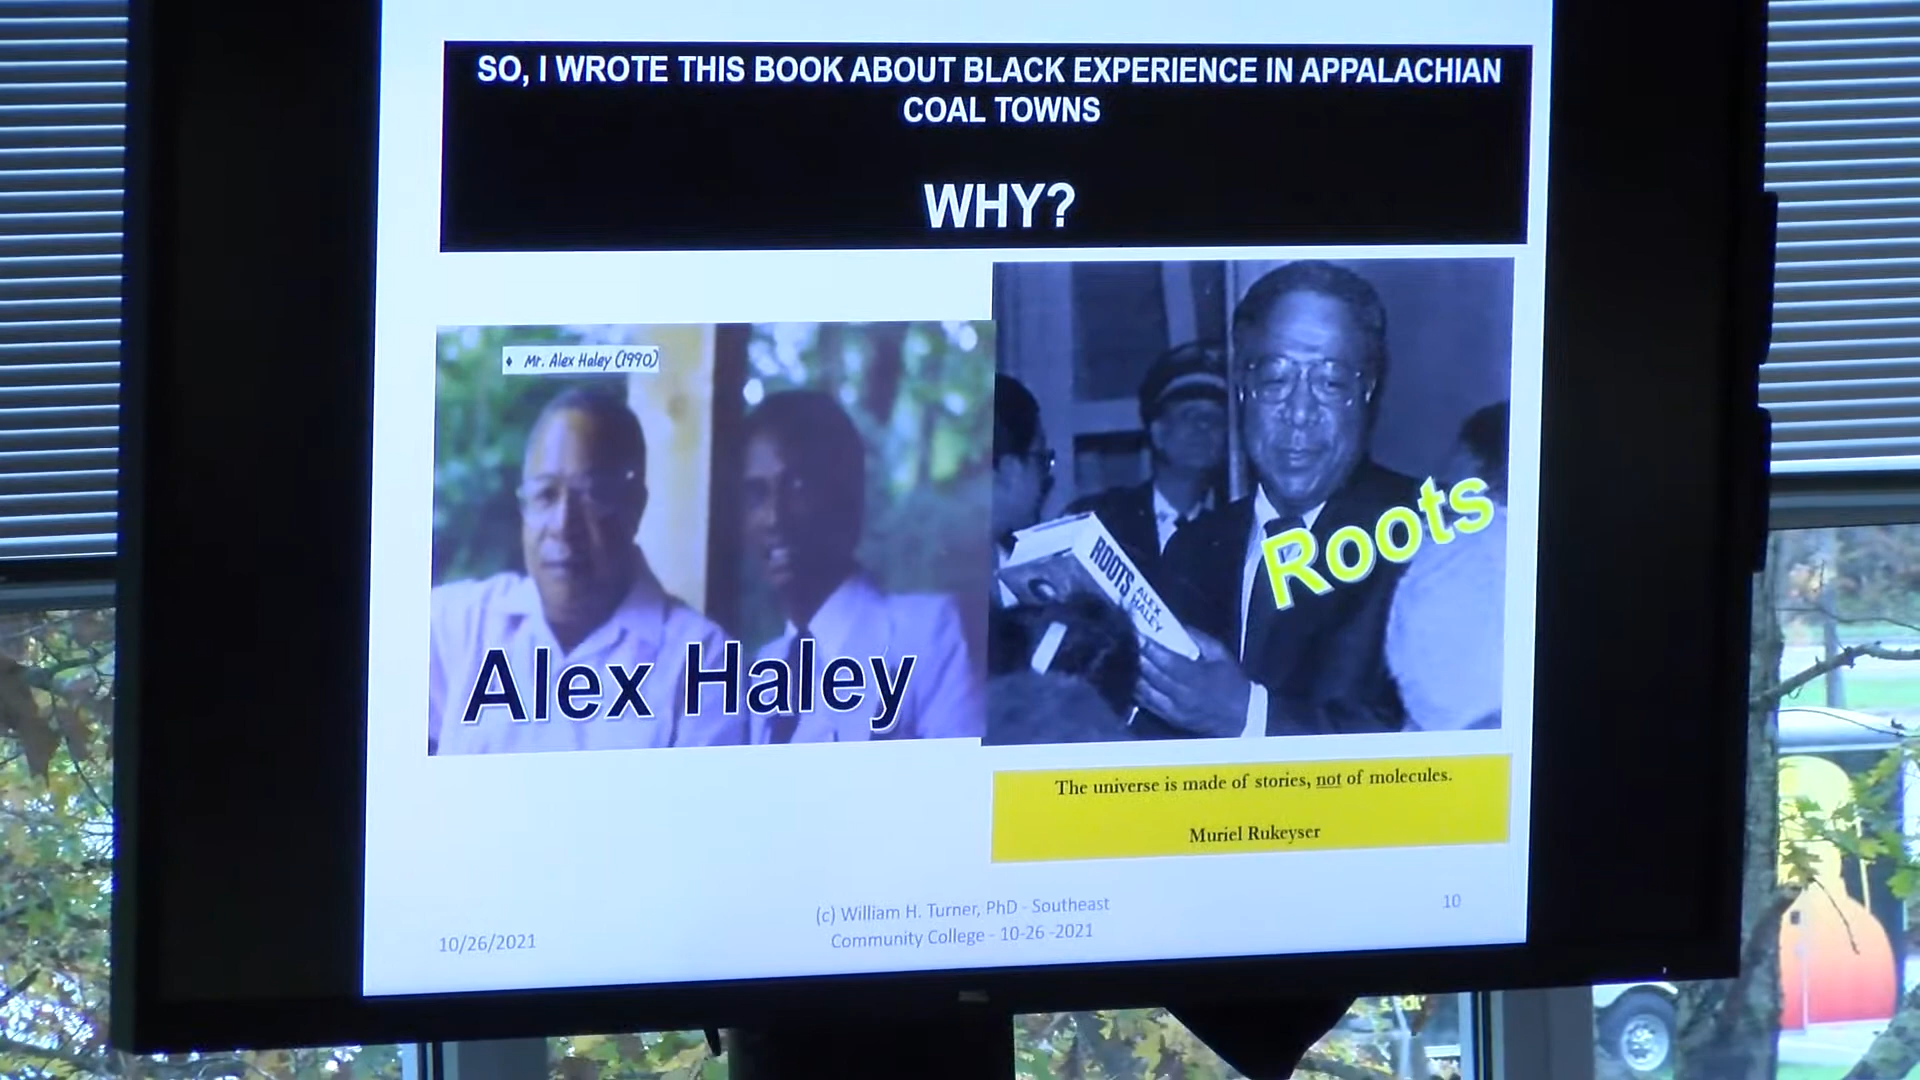 SO, I WROTE THIS BOOK ABOUT BLACK EXPERIENCE IN APPALACHIAN
COAL TOWNS
WHY?
♦ Mr. Alex Haley (1990)
Alex Haley
ROOTS
ALEX
HALEY
Roots
The universe is made of stories, not of molecules.
Muriel Rukeyser
10/26/2021
(c) William H. Turner, PhD - Southeast
Community College - 10-26 -2021
10